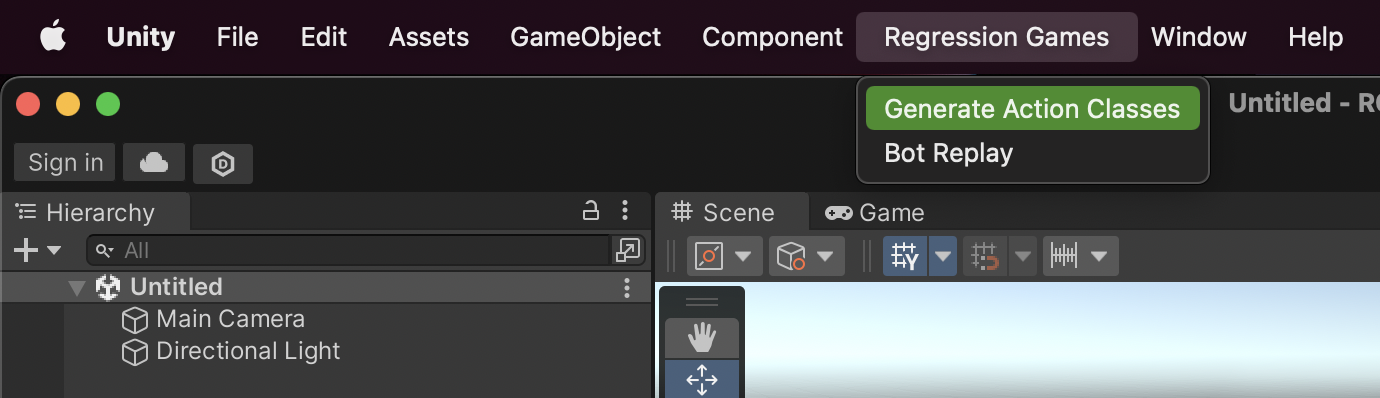 Unity File Edit Assets GameObject Component Regression Games Window Help
Generate Action Classes
Untitled - R
Bot Replay
Sign in
Hierarchy
Scene
Game
All
Y
Untitled
Main Camera
Directional Light